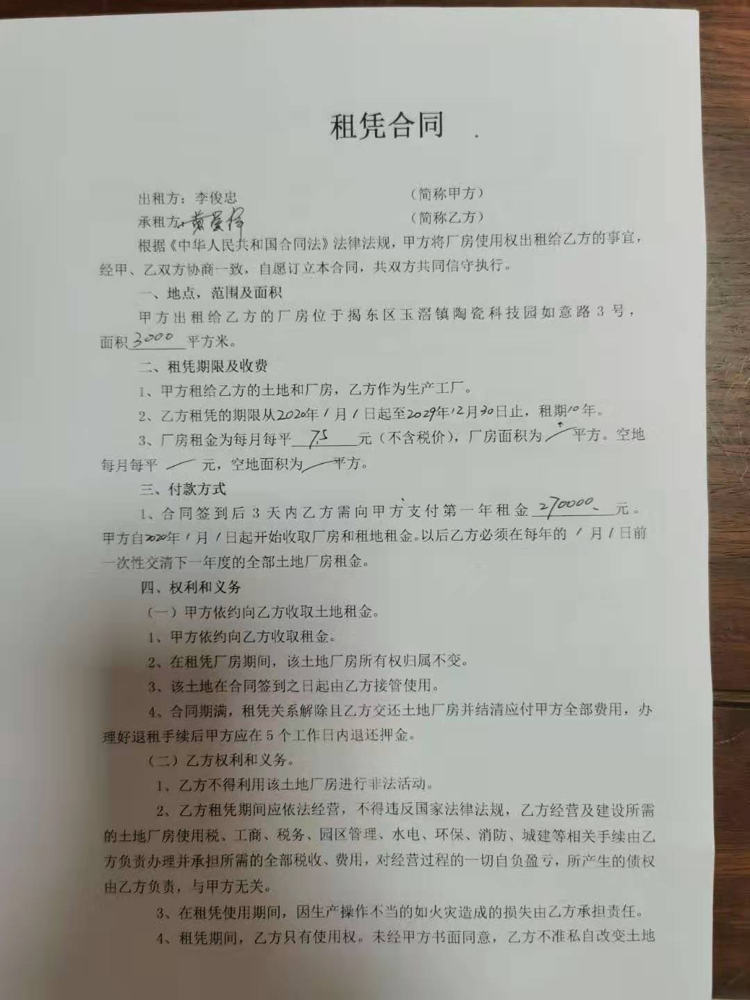 租凭合同
出租方：李俊忠 （简称甲方）
承租方： （简称乙方）
根据《中华人民共和国合同法》法律法规，甲方将厂房使用权出租给乙方的事宜，
经甲、乙双方协商一致，自愿订立本合同，共双方共同信守执行。
一、地点，范围及面积
甲方出租给乙方的厂房位于揭东区玉滘镇陶瓷科技园如意路3号，
面积3000平方米。
二、租凭期限及收费
1、甲方租给乙方的土地和厂房，乙方作为生产工厂。
2、乙方租凭的期限从2020年1月1日起至2029年12月30日止，租期10年。
3、厂房租金为每月每平7.5元（不含税价），厂房面积为／平方。空地
每月每平／元，空地面积为／平方。
三、付款方式
1、合同签到后3天内乙方需向甲方支付第一年租金270000元。
甲方自2020年1月1日起开始收取厂房和租地租金。以后乙方必须在每年的1月1日前
一次性交清下一年度的全部土地厂房租金。
四、权利和义务
（一）甲方依约向乙方收取土地租金。
1、甲方依约向乙方收取租金。
2、在租凭厂房期间，该土地厂房所有权归属不变。
3、该土地在合同签到之日起由乙方接管使用。
4、合同期满，租凭关系解除且乙方交还土地厂房并结清应付甲方全部费用，办
理好退租手续后甲方应在5个工作日内退还押金。
（二）乙方权利和义务。
1、乙方不得利用该土地厂房进行非法活动。
2、乙方租凭期间应依法经营，不得违反国家法律法规，乙方经营及建设所需
的土地厂房使用税、工商、税务、园区管理、水电、环保、消防、城建等相关手续由乙
方负责办理并承担所需的全部税收、费用，对经营过程的一切自负盈亏，所产生的债权
由乙方负责，与甲方无关。
3、在租凭使用期间，因生产操作不当的如火灾造成的损失由乙方承担责任。
4、租凭期间，乙方只有使用权。未经甲方书面同意，乙方不准私自改变土地